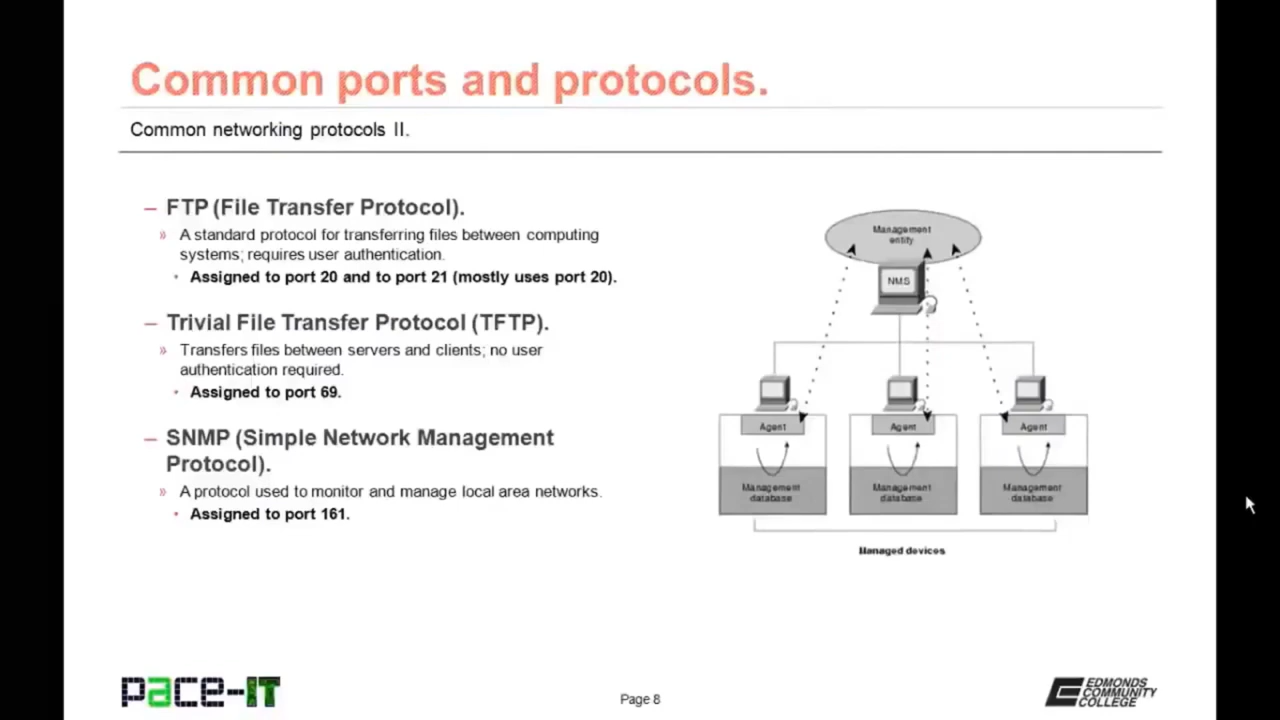 Common ports and protocols.
Common networking protocols II.
– FTP (File Transfer Protocol).
» A standard protocol for transferring files between computing
systems; requires user authentication.
• Assigned to port 20 and to port 21 (mostly uses port 20).
– Trivial File Transfer Protocol (TFTP).
» Transfers files between servers and clients; no user
authentication required.
• Assigned to port 69.
– SNMP (Simple Network Management
Protocol).
» A protocol used to monitor and manage local area networks.
• Assigned to port 161.
Management
entity
NMS
Agent
Agent
Agent
Management
database
Management
database
Management
database
Managed devices
pace-IT
Page 8
EDMONDS
COMMUNITY
COLLEGE